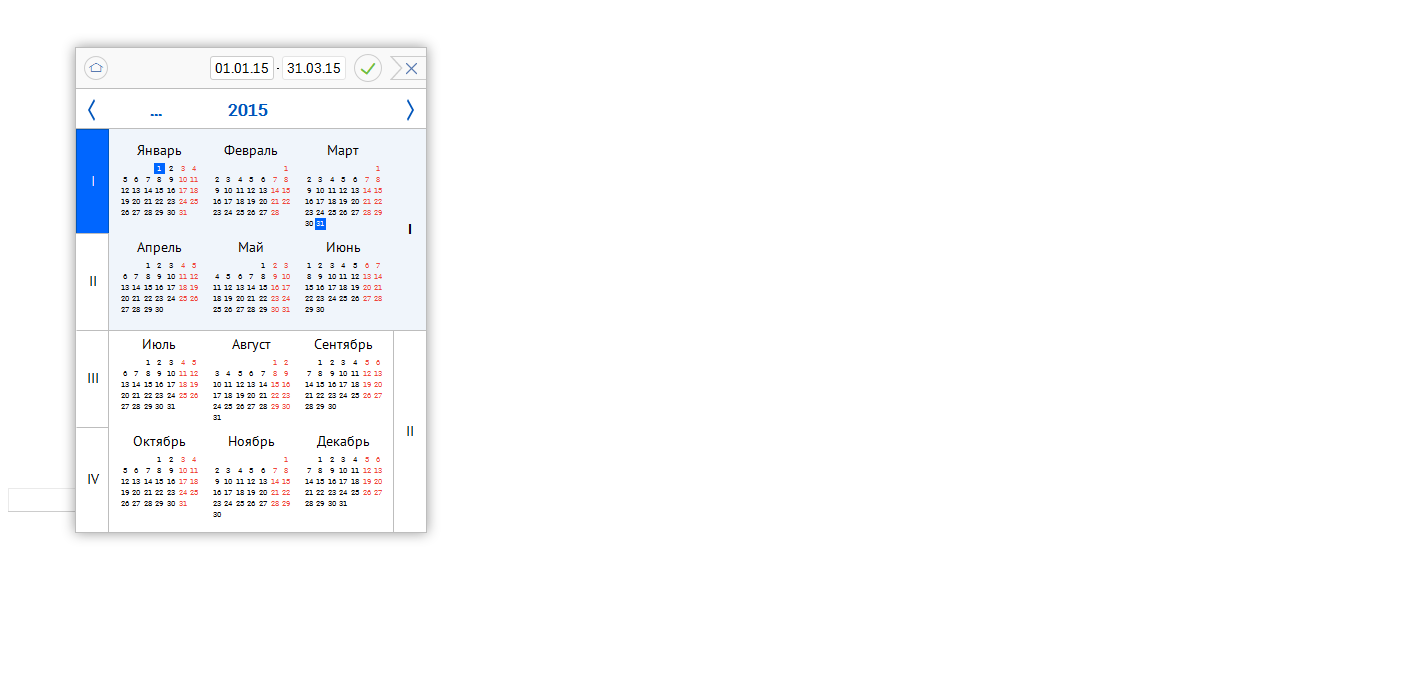 01.01.15 · 31.03.15
... 2015
I
Январь Февраль Март
1 2 3 4 1 1
5 6 7 8 9 10 11 2 3 4 5 6 7 8 2 3 4 5 6 7 8
12 13 14 15 16 17 18 9 10 11 12 13 14 15 9 10 11 12 13 14 15
19 20 21 22 23 24 25 16 17 18 19 20 21 22 16 17 18 19 20 21 22
26 27 28 29 30 31 23 24 25 26 27 28 23 24 25 26 27 28 29
30 31
I
II
Апрель Май Июнь
1 2 3 4 5 1 2 3 1 2 3 4 5 6 7
6 7 8 9 10 11 12 4 5 6 7 8 9 10 8 9 10 11 12 13 14
13 14 15 16 17 18 19 11 12 13 14 15 16 17 15 16 17 18 19 20 21
20 21 22 23 24 25 26 18 19 20 21 22 23 24 22 23 24 25 26 27 28
27 28 29 30 25 26 27 28 29 30 31 29 30
III
Июль Август Сентябрь
1 2 3 4 5 1 2 1 2 3 4 5 6
6 7 8 9 10 11 12 3 4 5 6 7 8 9 7 8 9 10 11 12 13
13 14 15 16 17 18 19 10 11 12 13 14 15 16 14 15 16 17 18 19 20
20 21 22 23 24 25 26 17 18 19 20 21 22 23 21 22 23 24 25 26 27
27 28 29 30 31 24 25 26 27 28 29 30 28 29 30
31
II
IV
Октябрь Ноябрь Декабрь
1 2 3 4 1 1 2 3 4 5 6
5 6 7 8 9 10 11 2 3 4 5 6 7 8 7 8 9 10 11 12 13
12 13 14 15 16 17 18 9 10 11 12 13 14 15 14 15 16 17 18 19 20
19 20 21 22 23 24 25 16 17 18 19 20 21 22 21 22 23 24 25 26 27
26 27 28 29 30 31 23 24 25 26 27 28 29 28 29 30 31
30